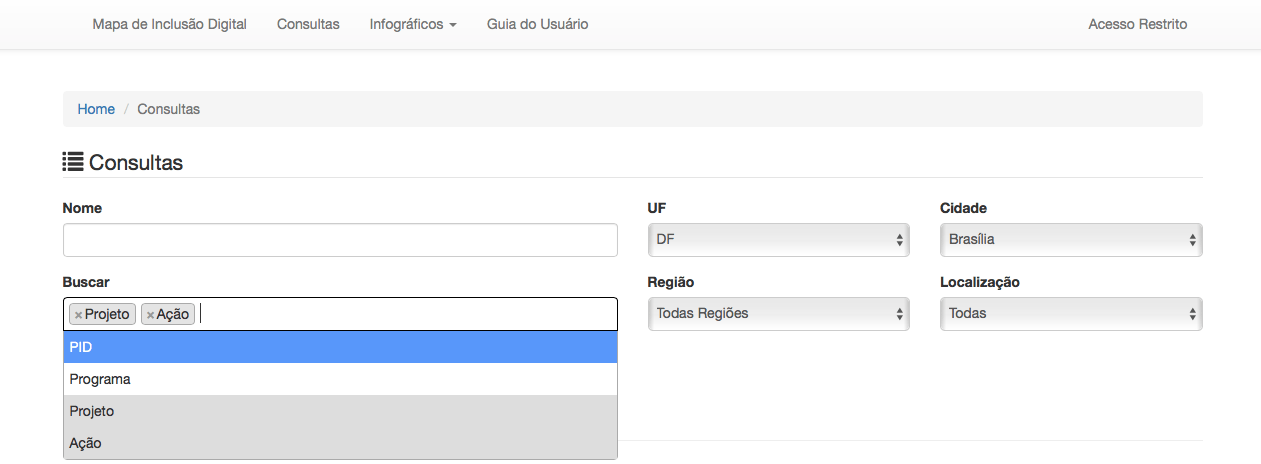 Mapa de Inclusão Digital Consultas Infográficos Guia do Usuário Acesso Restrito
Home / Consultas
Consultas
Nome UF Cidade
DF Brasília
Buscar Região Localização
× Projeto × Ação Todas Regiões Todas
PID
Programa
Projeto
Ação